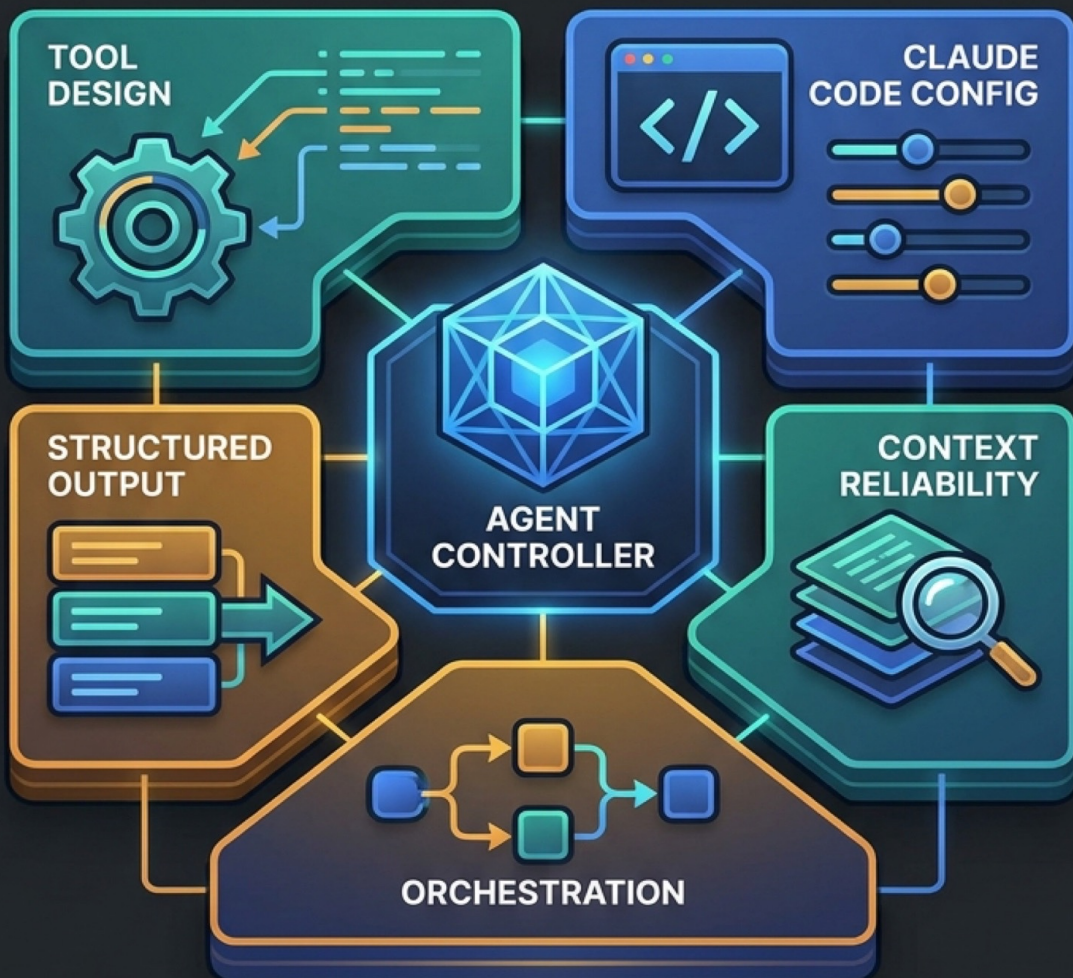 TOOL
DESIGN
CLAUDE
CODE CONFIG
</>
STRUCTURED
OUTPUT
AGENT
CONTROLLER
CONTEXT
RELIABILITY
ORCHESTRATION